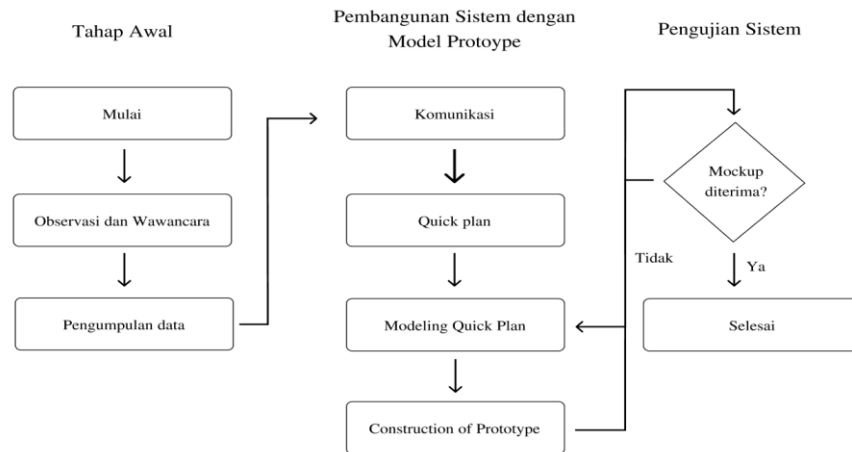 Tahap Awal
Mulai
Observasi dan Wawancara
Pengumpulan data
Pembangunan Sistem dengan
Model Protoype
Komunikasi
Quick plan
Modeling Quick Plan
Construction of Prototype
Pengujian Sistem
Mockup
diterima?
Tidak
Ya
Selesai